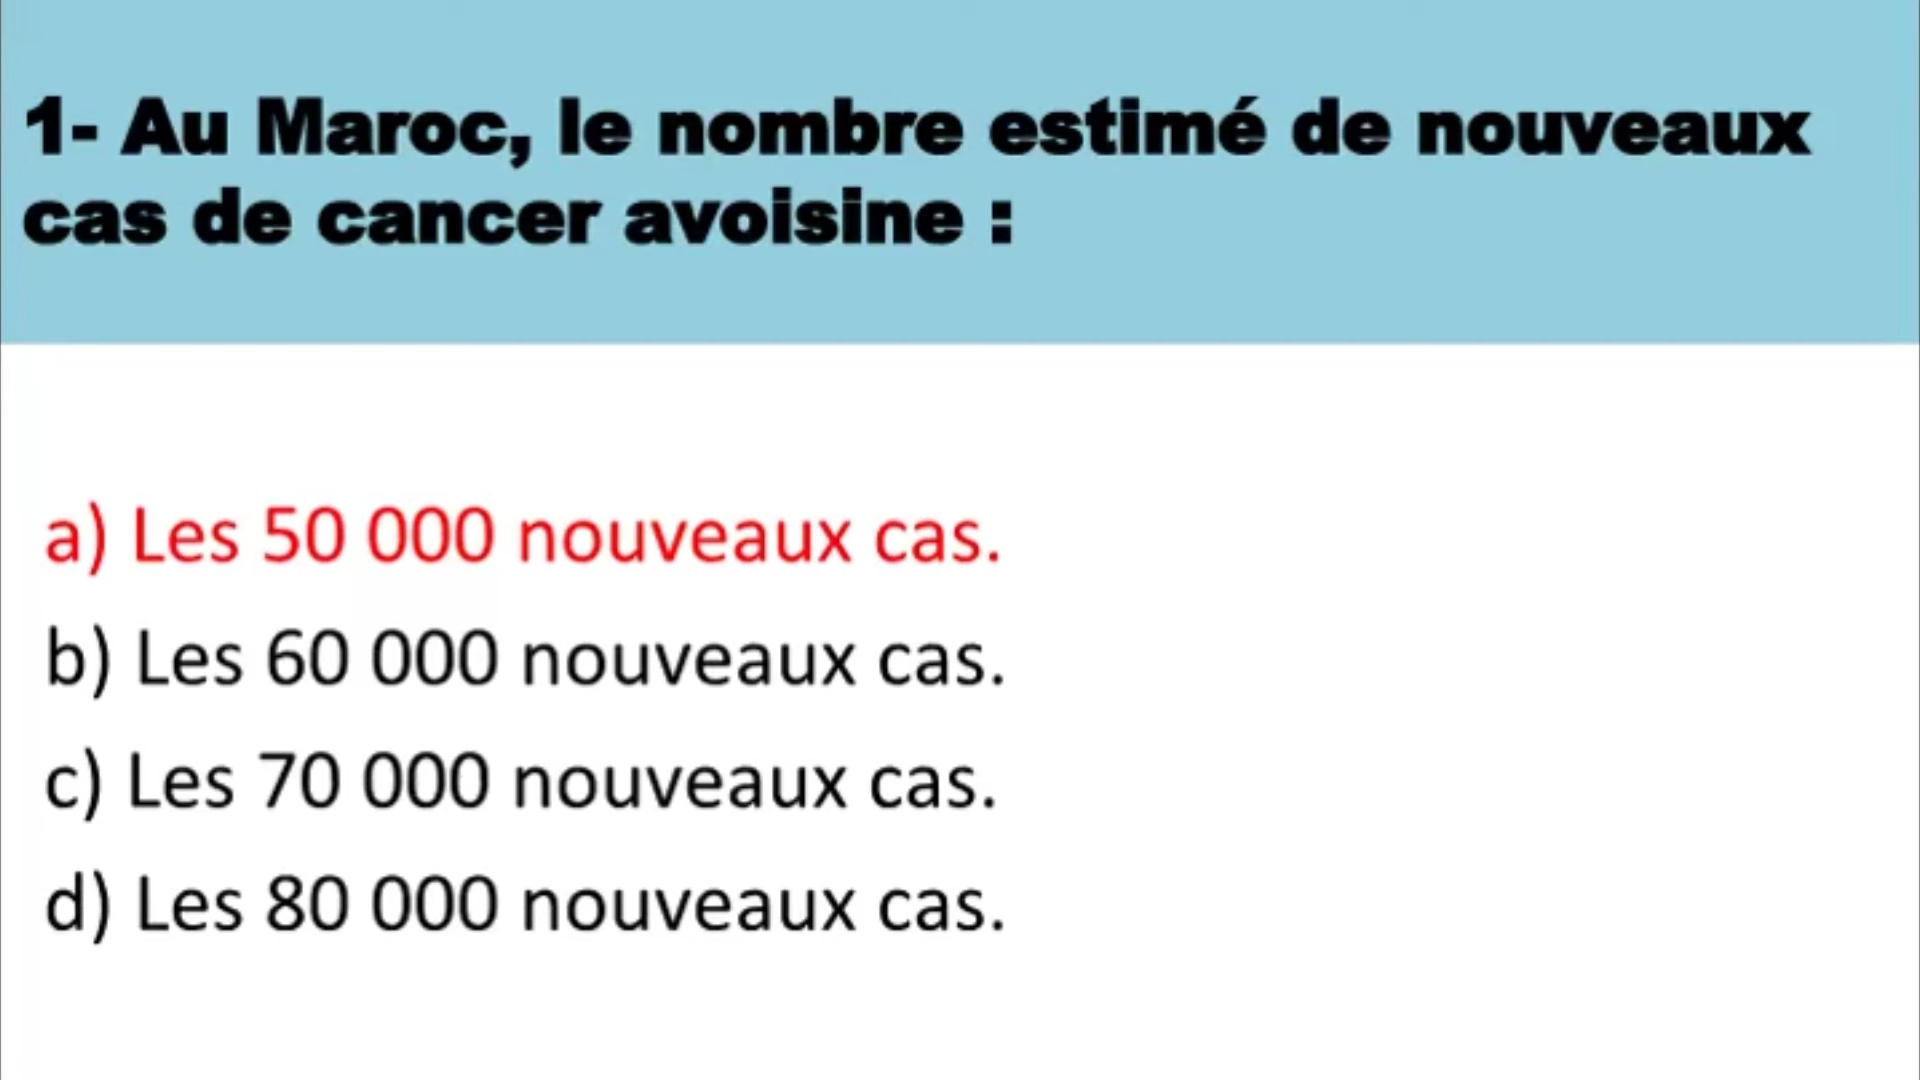 1- Au Maroc, le nombre estimé de nouveaux
cas de cancer avoisine :
a) Les 50 000 nouveaux cas.
b) Les 60 000 nouveaux cas.
c) Les 70 000 nouveaux cas.
d) Les 80 000 nouveaux cas.